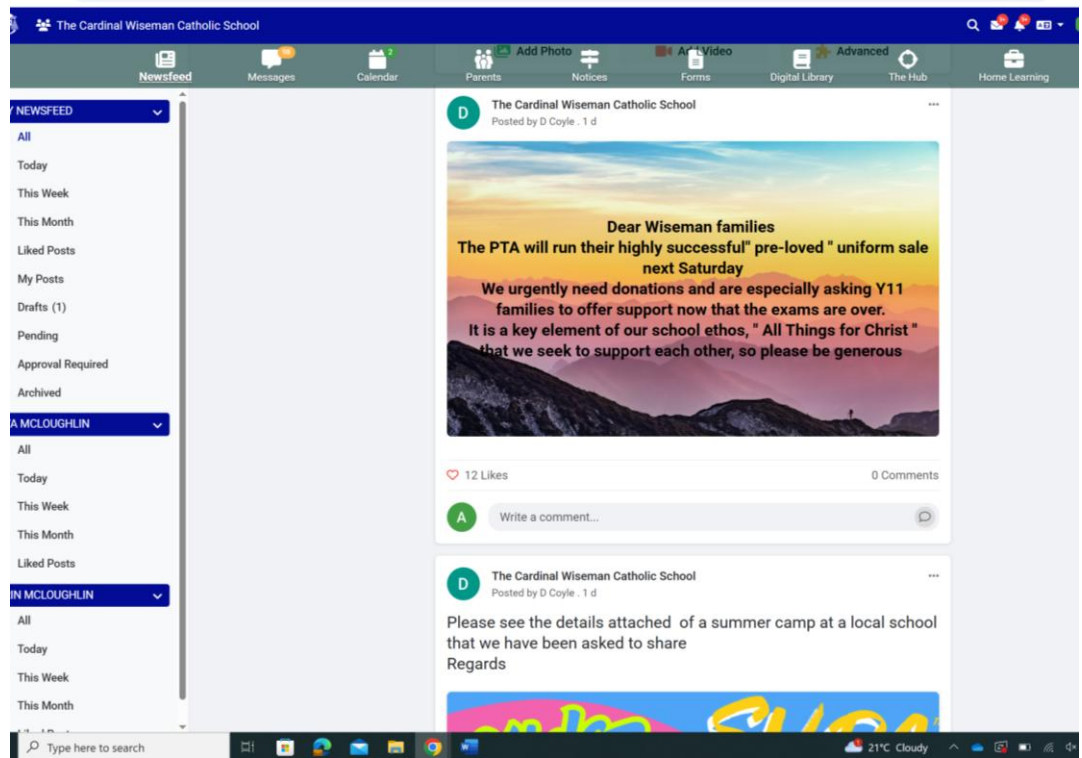 The Cardinal Wiseman Catholic School
9+ 9+
Add Photo Add Video Advanced
10 2
Newsfeed Messages Calendar Parents Notices Forms Digital Library The Hub Home Learning
NEWSFEED
All
Today
This Week
This Month
Liked Posts
My Posts
Drafts (1)
Pending
Approval Required
Archived
A MCLOUGHLIN
All
Today
This Week
This Month
Liked Posts
IN MCLOUGHLIN
All
Today
This Week
This Month
D
The Cardinal Wiseman Catholic School
Posted by D Coyle . 1 d
Dear Wiseman families
The PTA will run their highly successful" pre-loved " uniform sale
next Saturday
We urgently need donations and are especially asking Y11
families to offer support now that the exams are over.
It is a key element of our school ethos, " All Things for Christ "
that we seek to support each other, so please be generous
12 Likes 0 Comments
A
Write a comment...
D
The Cardinal Wiseman Catholic School
Posted by D Coyle . 1 d
Please see the details attached of a summer camp at a local school
that we have been asked to share
Regards
Type here to search
21°C Cloudy